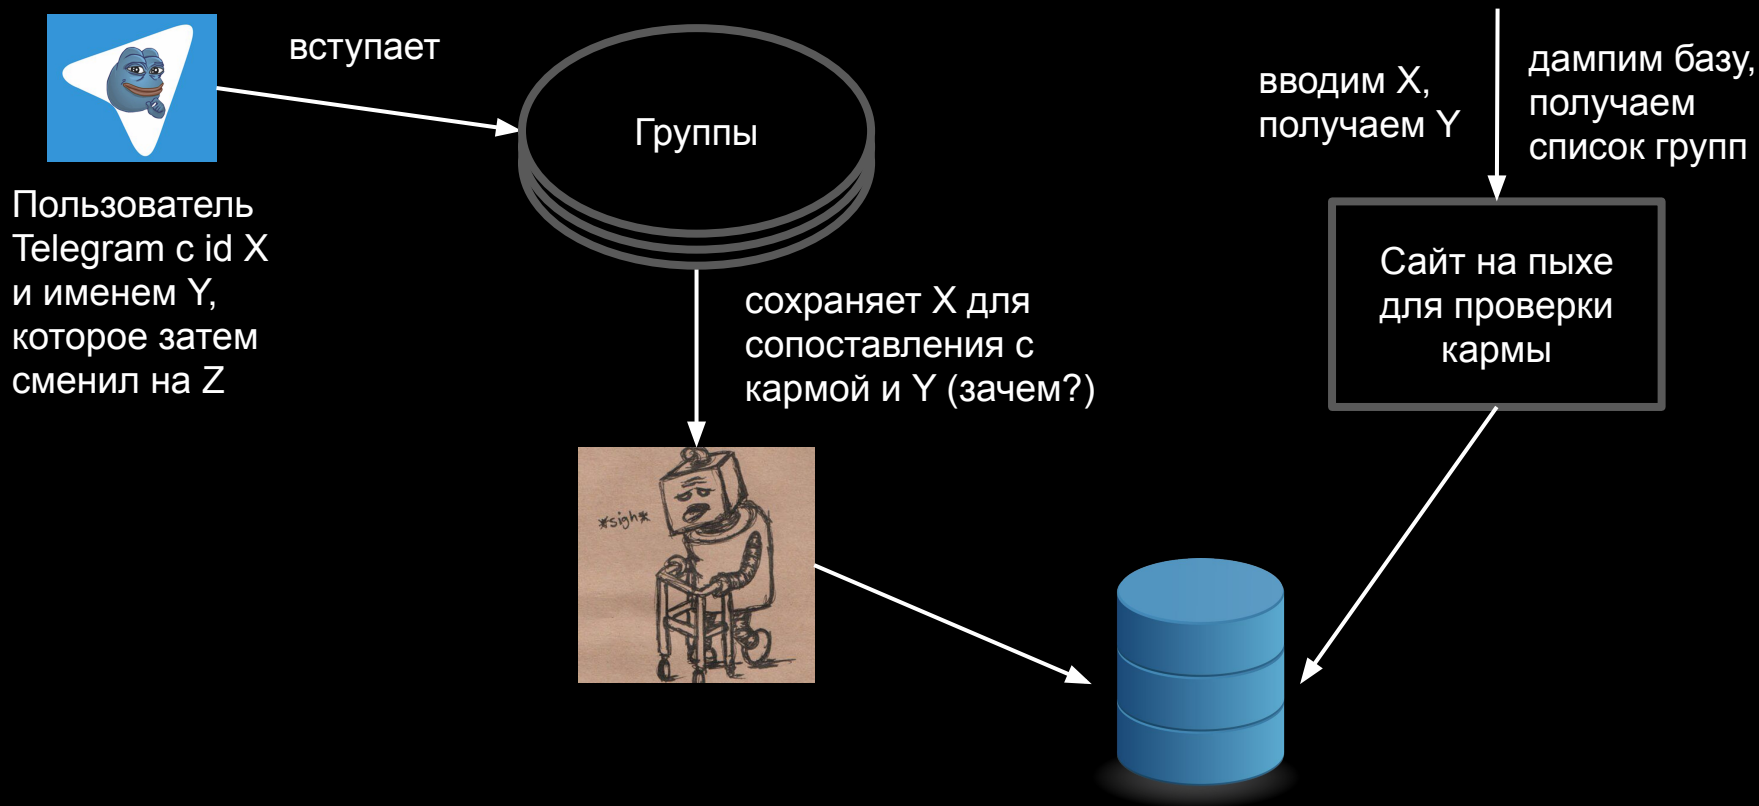 вступает
Группы
Пользователь
Telegram с id X
и именем Y,
которое затем
сменил на Z
сохраняет X для
сопоставления с
кармой и Y (зачем?)
*sigh*
вводим X,
получаем Y
дампим базу,
получаем
список групп
Сайт на пыхе
для проверки
кармы